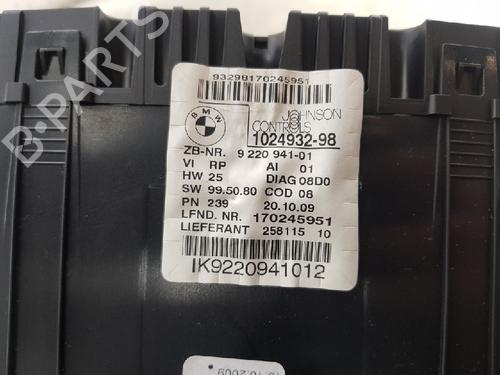 93298170245951
BMW
JOHNSON
CONTROLS
1024932-98
ZB-NR. 9 220 941-01
VI RP AI 01
HW 25 DIAG 08D0
SW 99.50.80 COD 08
PN 239 20.10.09
LFND. NR. 170245951
LIEFERANT 258115 10
IK9220941012
B-PARTS